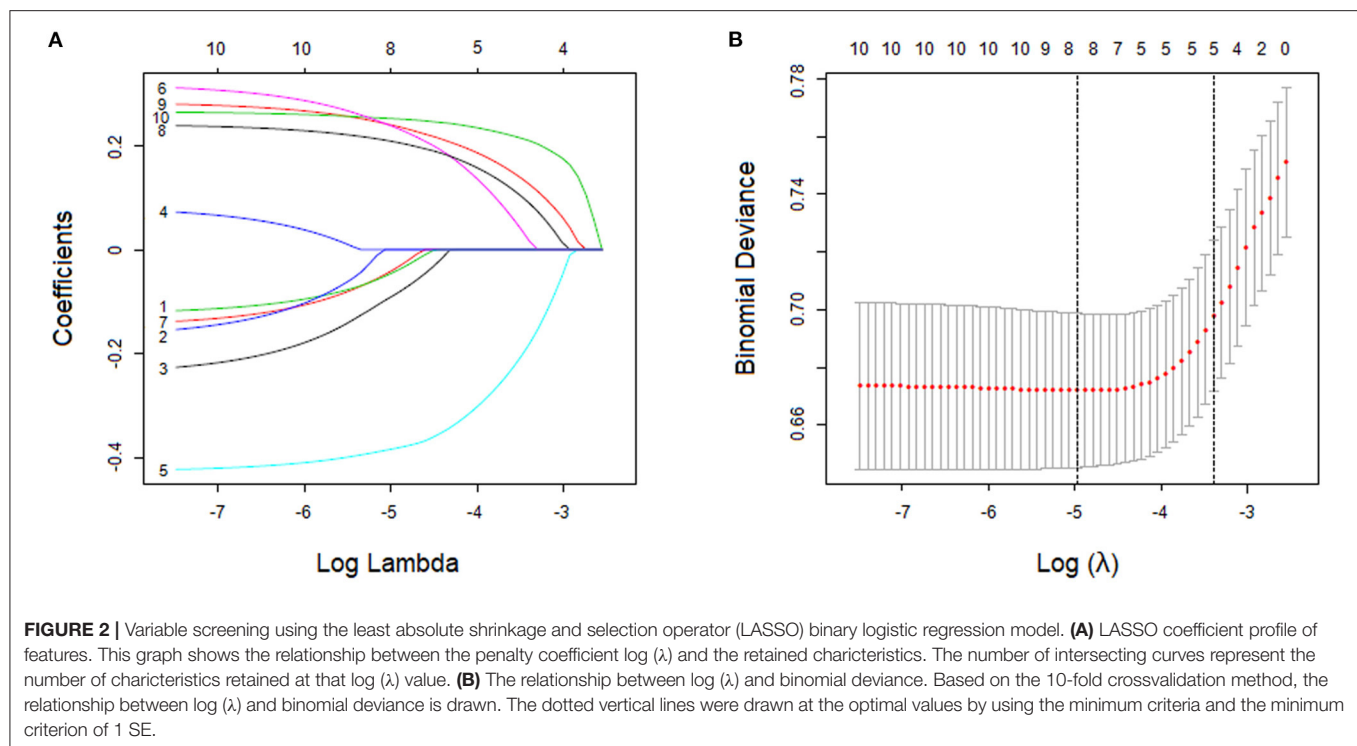 A
10 10 8 5 4
6
9
10
8
4
1
7
2
3
5
0.2
0
-0.2
-0.4
Coefficients
-7 -6 -5 -4 -3
Log Lambda
B
10 10 10 10 10 10 9 8 8 7 5 5 5 4 2 0
0.78
0.74
0.70
0.66
Binomial Deviance
-7 -6 -5 -4 -3
Log (λ)
FIGURE 2 | Variable screening using the least absolute shrinkage and selection operator (LASSO) binary logistic regression model. (A) LASSO coefficient profile of
features. This graph shows the relationship between the penalty coefficient log (λ) and the retained charicteristics. The number of intersecting curves represent the
number of charicteristics retained at that log (λ) value. (B) The relationship between log (λ) and binomial deviance. Based on the 10-fold crossvalidation method, the
relationship between log (λ) and binomial deviance is drawn. The dotted vertical lines were drawn at the optimal values by using the minimum criteria and the minimum
criterion of 1 SE.